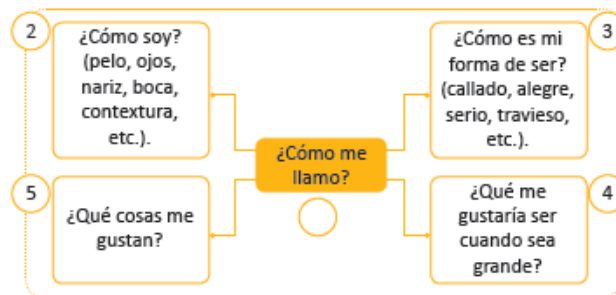 2
¿Cómo soy?
(pelo, ojos,
nariz, boca,
contextura,
etc.).
3
¿Cómo es mi
forma de ser?
(callado, alegre,
serio, travieso,
etc.).
¿Cómo me
llamo?
5
¿Qué cosas me
gustan?
4
¿Qué me
gustaría ser
cuando sea
grande?